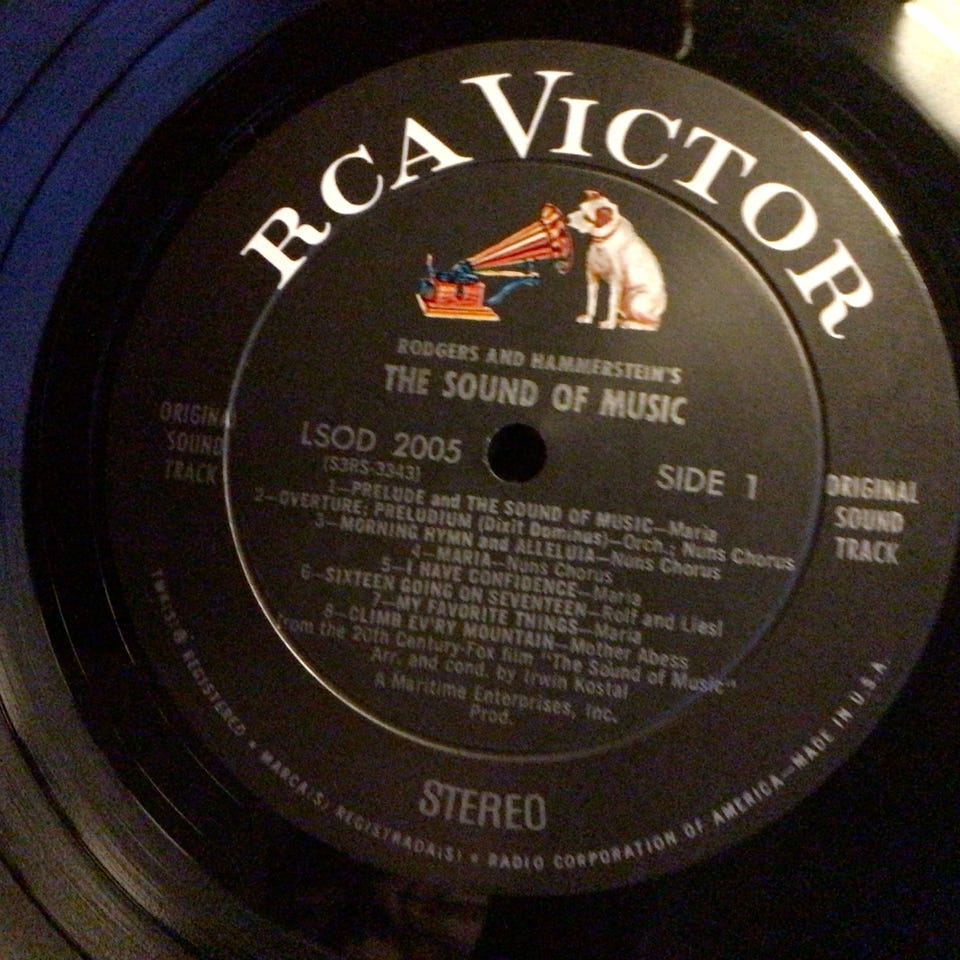 RCA VICTOR
RODGERS AND HAMMERSTEIN'S
THE SOUND OF MUSIC
LSOD 2005
(S3RS-3343)
SIDE 1
ORIGINAL
SOUND
TRACK
ORIGINAL
SOUND
TRACK
1—PRELUDE and THE SOUND OF MUSIC—Maria
2—OVERTURE; PRELUDIUM (Dixit Dominus)—Orch.; Nuns Chorus
3—MORNING HYMN and ALLELUIA—Nuns Chorus
4—MARIA—Nuns Chorus
5—I HAVE CONFIDENCE—Maria
6—SIXTEEN GOING ON SEVENTEEN—Rolf and Liesl
7—MY FAVORITE THINGS—Maria
8—CLIMB EV'RY MOUNTAIN—Mother Abess
From the 20th Century-Fox film "The Sound of Music"
Arr. and cond. by Irwin Kostal
A Maritime Enterprises, Inc.
Prod.
STEREO
TMK(S) ® REGISTERED • MARCA(S) REGISTRADA(S) • RADIO CORPORATION OF AMERICA—MADE IN U.S.A.